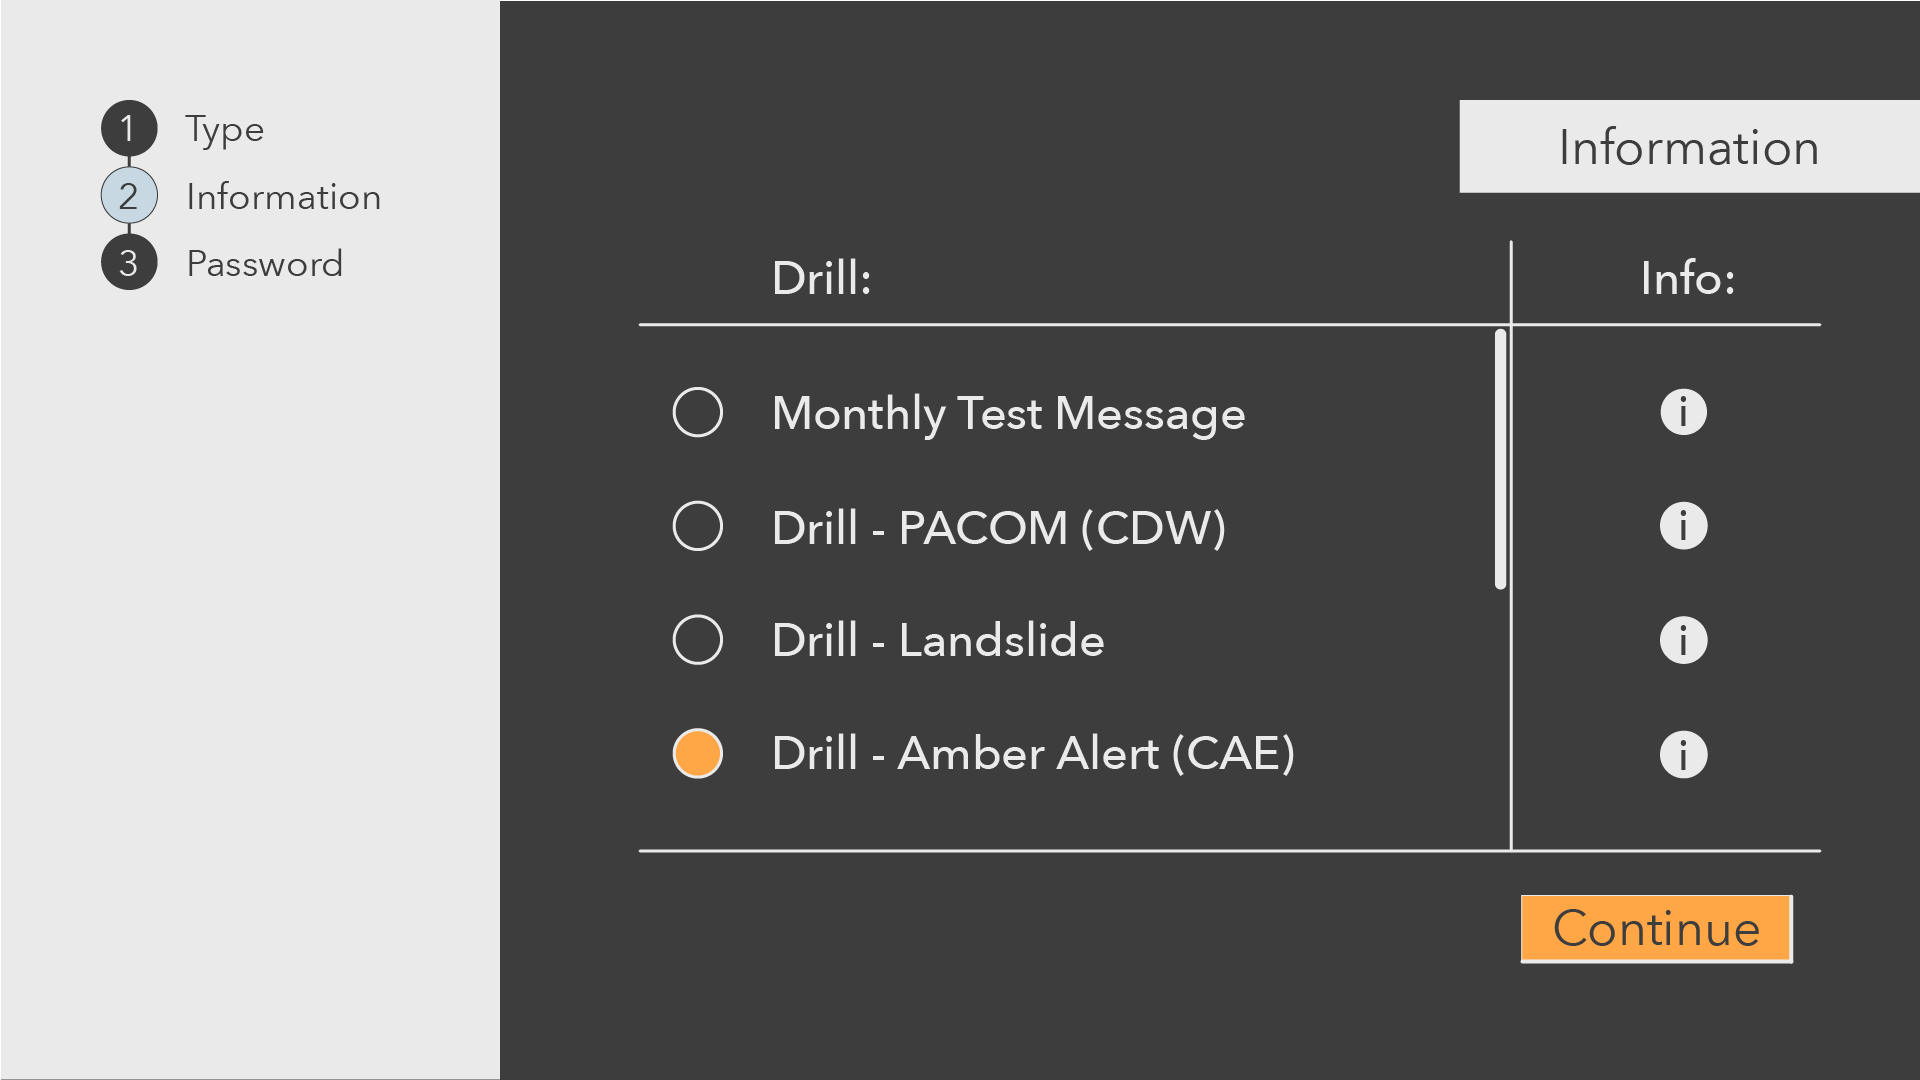 1 Type
2 Information
3 Password
Information
Drill: Info:
Monthly Test Message i
Drill - PACOM (CDW) i
Drill - Landslide i
Drill - Amber Alert (CAE) i
Continue